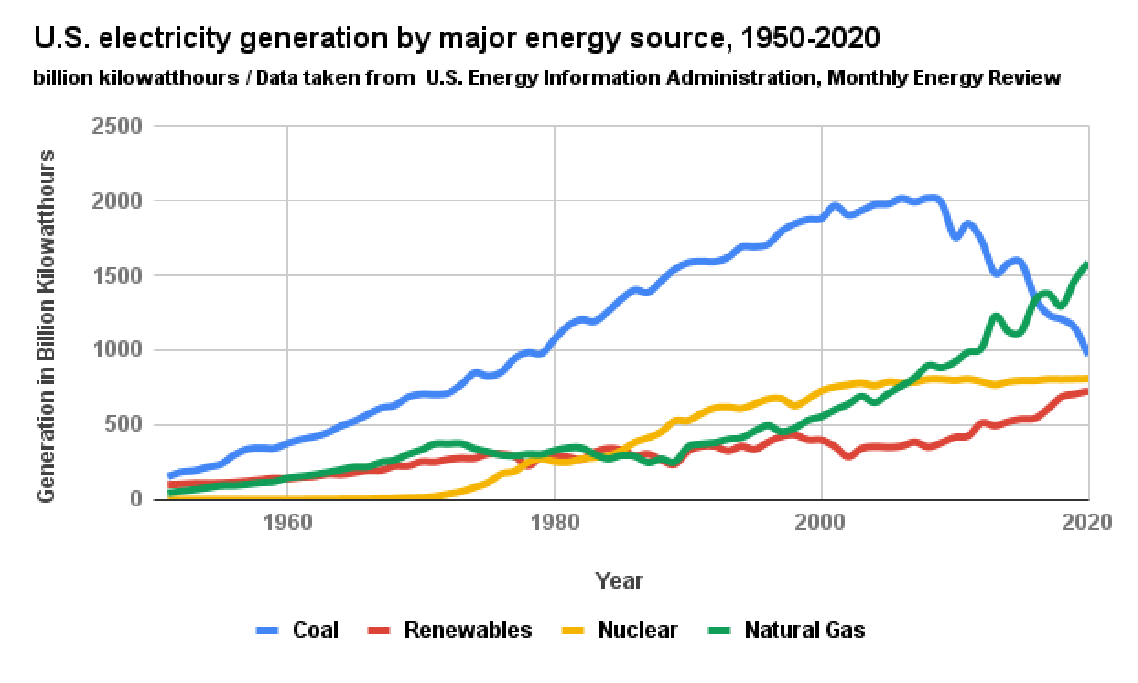 U.S. electricity generation by major energy source, 1950-2020
billion kilowatthours / Data taken from U.S. Energy Information Administration, Monthly Energy Review
Generation in Billion Kilowatthours
2500
2000
1500
1000
500
0
1960
1980
2000
2020
Year
Coal
Renewables
Nuclear
Natural Gas